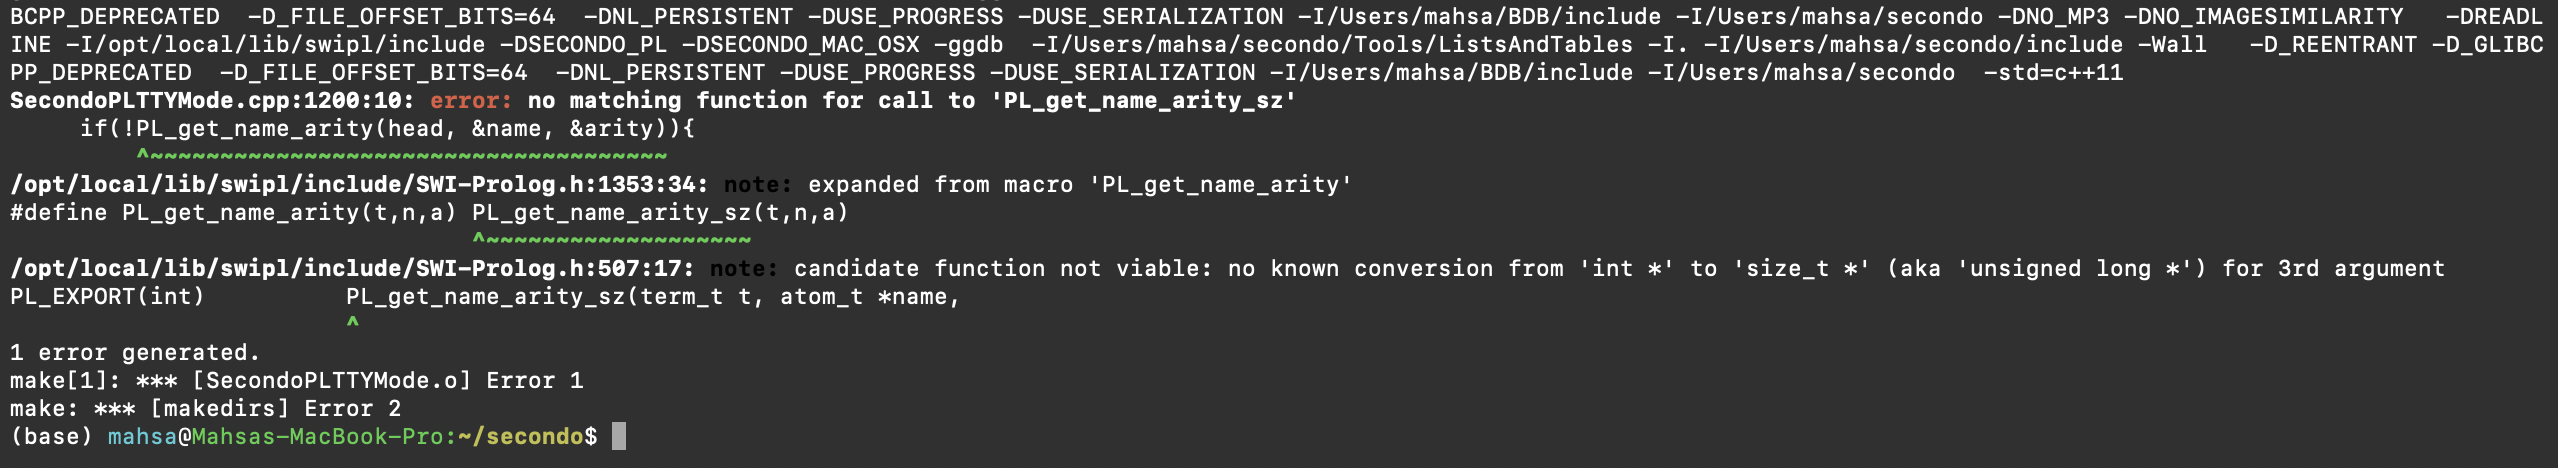 BCPP_DEPRECATED  -D_FILE_OFFSET_BITS=64  -DNL_PERSISTENT -DUSE_PROGRESS -DUSE_SERIALIZATION -I/Users/mahsa/BDB/include -I/Users/mahsa/secondo -DNO_MP3 -DNO_IMAGESIMILARITY   -DREADL
INE -I/opt/local/lib/swipl/include -DSECONDO_PL -DSECONDO_MAC_OSX -ggdb  -I/Users/mahsa/secondo/Tools/ListsAndTables -I. -I/Users/mahsa/secondo/include -Wall   -D_REENTRANT -D_GLIBC
PP_DEPRECATED  -D_FILE_OFFSET_BITS=64  -DNL_PERSISTENT -DUSE_PROGRESS -DUSE_SERIALIZATION -I/Users/mahsa/BDB/include -I/Users/mahsa/secondo  -std=c++11
SecondoPLTTYMode.cpp:1200:10: error: no matching function for call to 'PL_get_name_arity_sz'
     if(!PL_get_name_arity(head, &name, &arity)){
         ^~~~~~~~~~~~~~~~~~~~~~~~~~~~~~~~~~~~~~
/opt/local/lib/swipl/include/SWI-Prolog.h:1353:34: note: expanded from macro 'PL_get_name_arity'
#define PL_get_name_arity(t,n,a) PL_get_name_arity_sz(t,n,a)
                                 ^~~~~~~~~~~~~~~~~~~~
/opt/local/lib/swipl/include/SWI-Prolog.h:507:17: note: candidate function not viable: no known conversion from 'int *' to 'size_t *' (aka 'unsigned long *') for 3rd argument
PL_EXPORT(int)          PL_get_name_arity_sz(term_t t, atom_t *name,
                        ^
1 error generated.
make[1]: *** [SecondoPLTTYMode.o] Error 1
make: *** [makedirs] Error 2
(base) mahsa@Mahsas-MacBook-Pro:~/secondo$